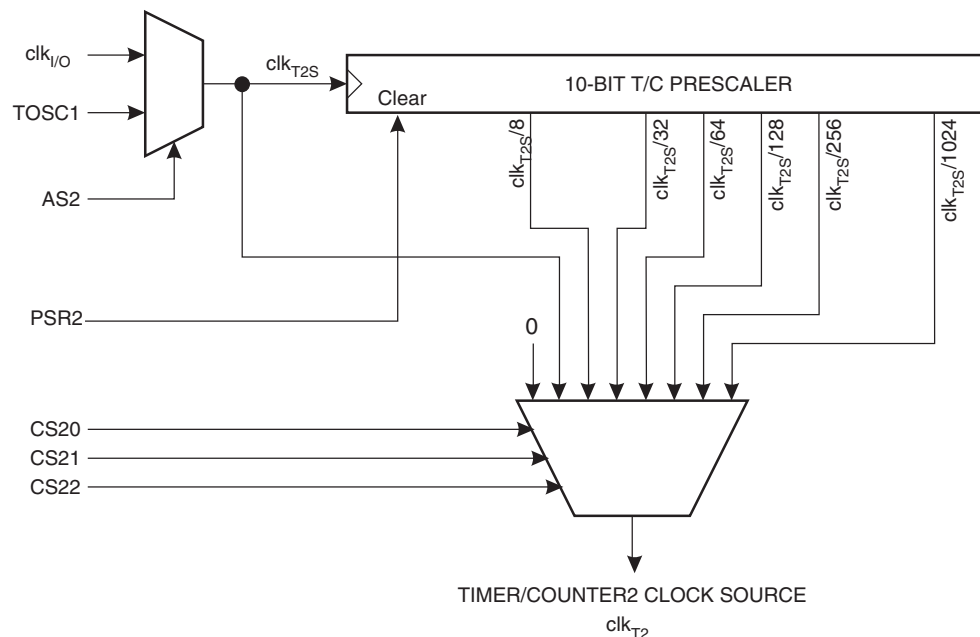 clkI/O
clkT2S
10-BIT T/C PRESCALER
TOSC1
Clear
AS2
clkT2S/8
clkT2S/32
clkT2S/64
clkT2S/128
clkT2S/256
clkT2S/1024
PSR2
0
CS20
CS21
CS22
TIMER/COUNTER2 CLOCK SOURCE
clkT2